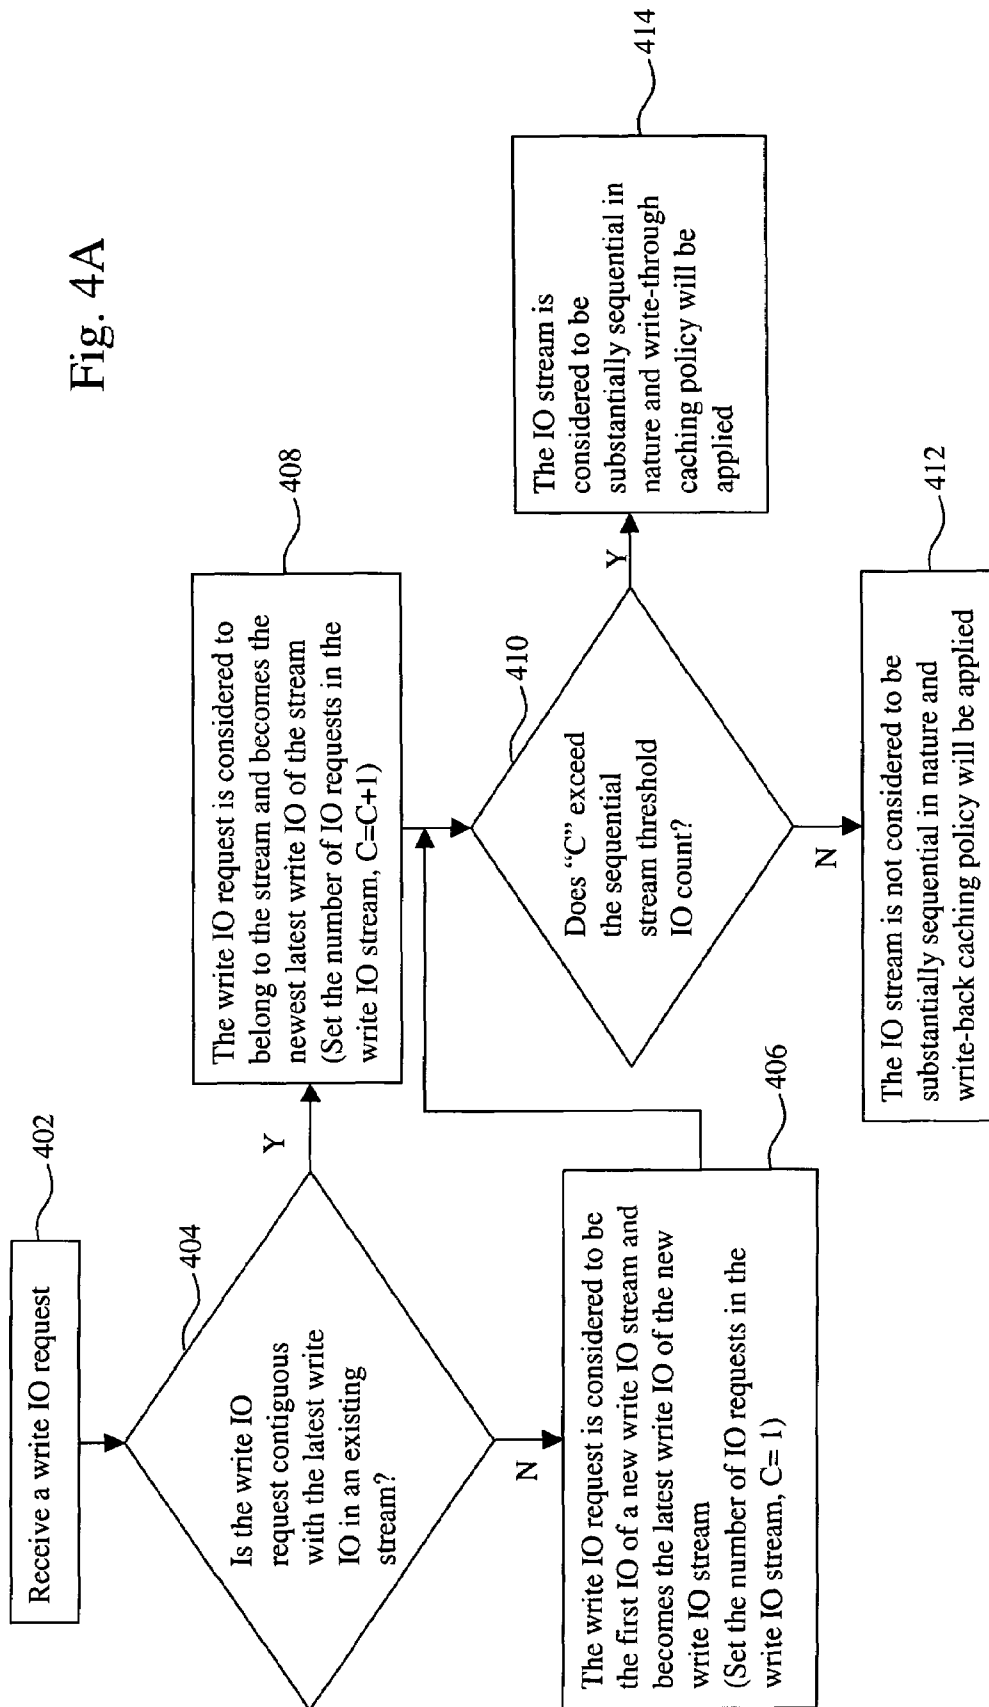 Fig. 4A
Receive a write IO request
402
404
Is the write IO
request contiguous
with the latest write
IO in an existing
stream?
Y
N
The write IO request is considered to be
the first IO of a new write IO stream and
becomes the latest write IO of the new
write IO stream
(Set the number of IO requests in the
write IO stream, C= 1)
406
The write IO request is considered to
belong to the stream and becomes the
newest latest write IO of the stream
(Set the number of IO requests in the
write IO stream, C=C+1)
408
410
Does “C” exceed
the sequential
stream threshold
IO count?
Y
N
The IO stream is not considered to be
substantially sequential in nature and
write-back caching policy will be applied
412
The IO stream is
considered to be
substantially sequential in
nature and write-through
caching policy will be
applied
414